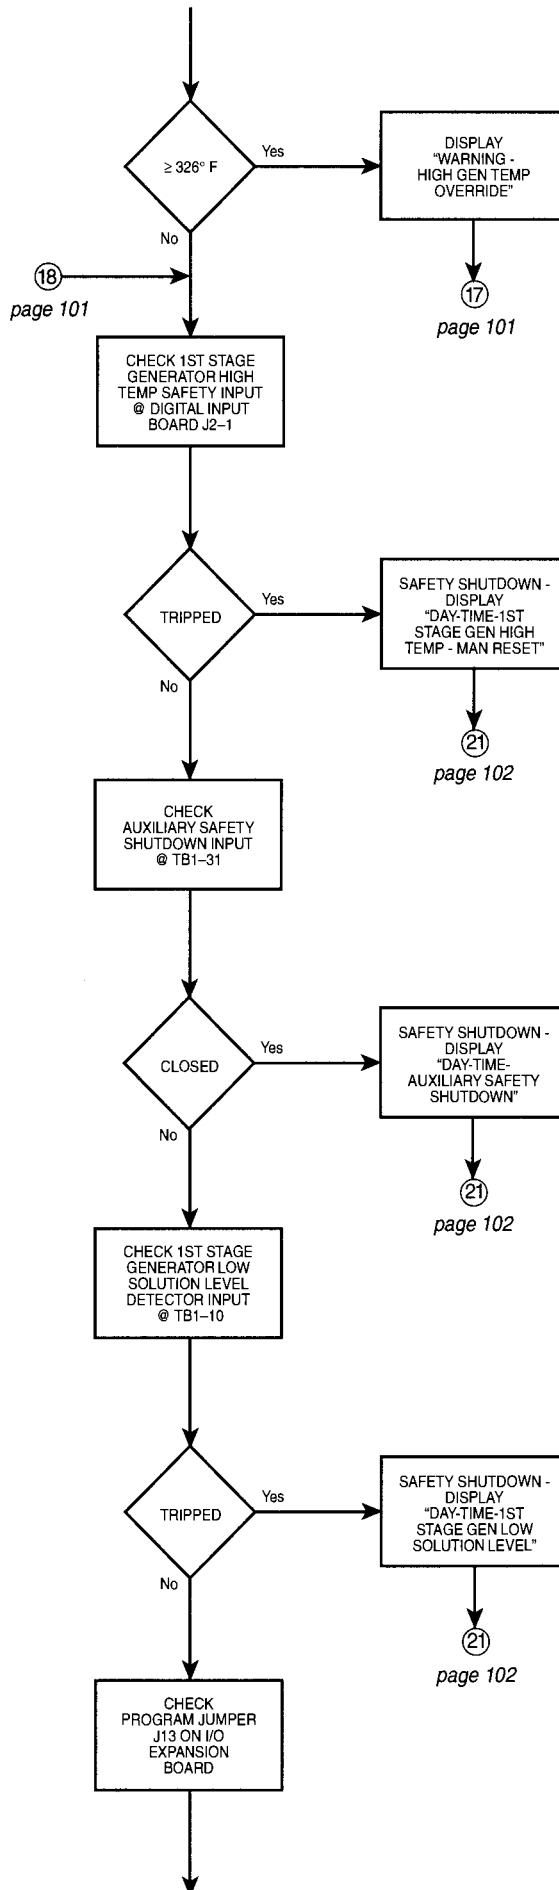 ≥ 326° F
Yes
DISPLAY
“WARNING -
HIGH GEN TEMP
OVERRIDE”
No
18
page 101
17
page 101
CHECK 1ST STAGE
GENERATOR HIGH
TEMP SAFETY INPUT
@ DIGITAL INPUT
BOARD J2–1
TRIPPED
Yes
SAFETY SHUTDOWN -
DISPLAY
“DAY-TIME-1ST
STAGE GEN HIGH
TEMP - MAN RESET”
No
21
page 102
CHECK
AUXILIARY SAFETY
SHUTDOWN INPUT
@ TB1–31
CLOSED
Yes
SAFETY SHUTDOWN -
DISPLAY
“DAY-TIME-
AUXILIARY SAFETY
SHUTDOWN”
No
21
page 102
CHECK 1ST STAGE
GENERATOR LOW
SOLUTION LEVEL
DETECTOR INPUT
@ TB1–10
TRIPPED
Yes
SAFETY SHUTDOWN -
DISPLAY
“DAY-TIME-1ST
STAGE GEN LOW
SOLUTION LEVEL”
No
21
page 102
CHECK
PROGRAM JUMPER
J13 ON I/O
EXPANSION
BOARD